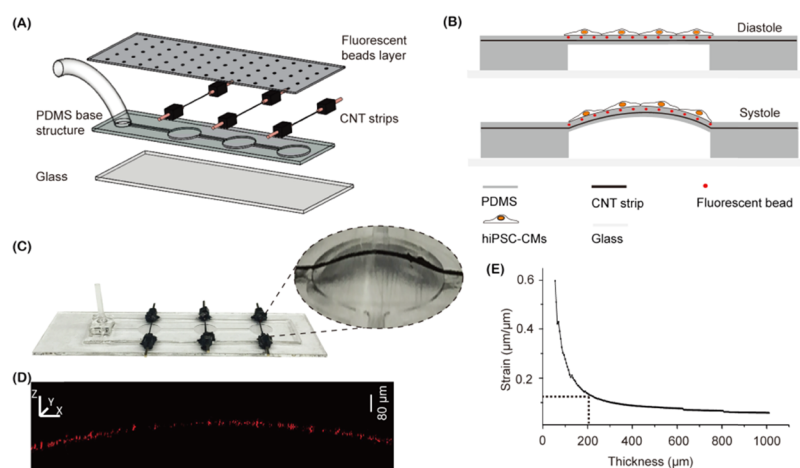 (A)
Fluorescent
beads layer
PDMS base
structure
CNT strips
Glass
(B)
Diastole
Systole
PDMS
CNT strip
Fluorescent bead
hiPSC-CMs
Glass
(C)
(D)
Z
Y
X
80 µm
(E)
Strain (µm/µm)
0.6
0.4
0.2
0
200
400
600
800
1000
Thickness (µm)